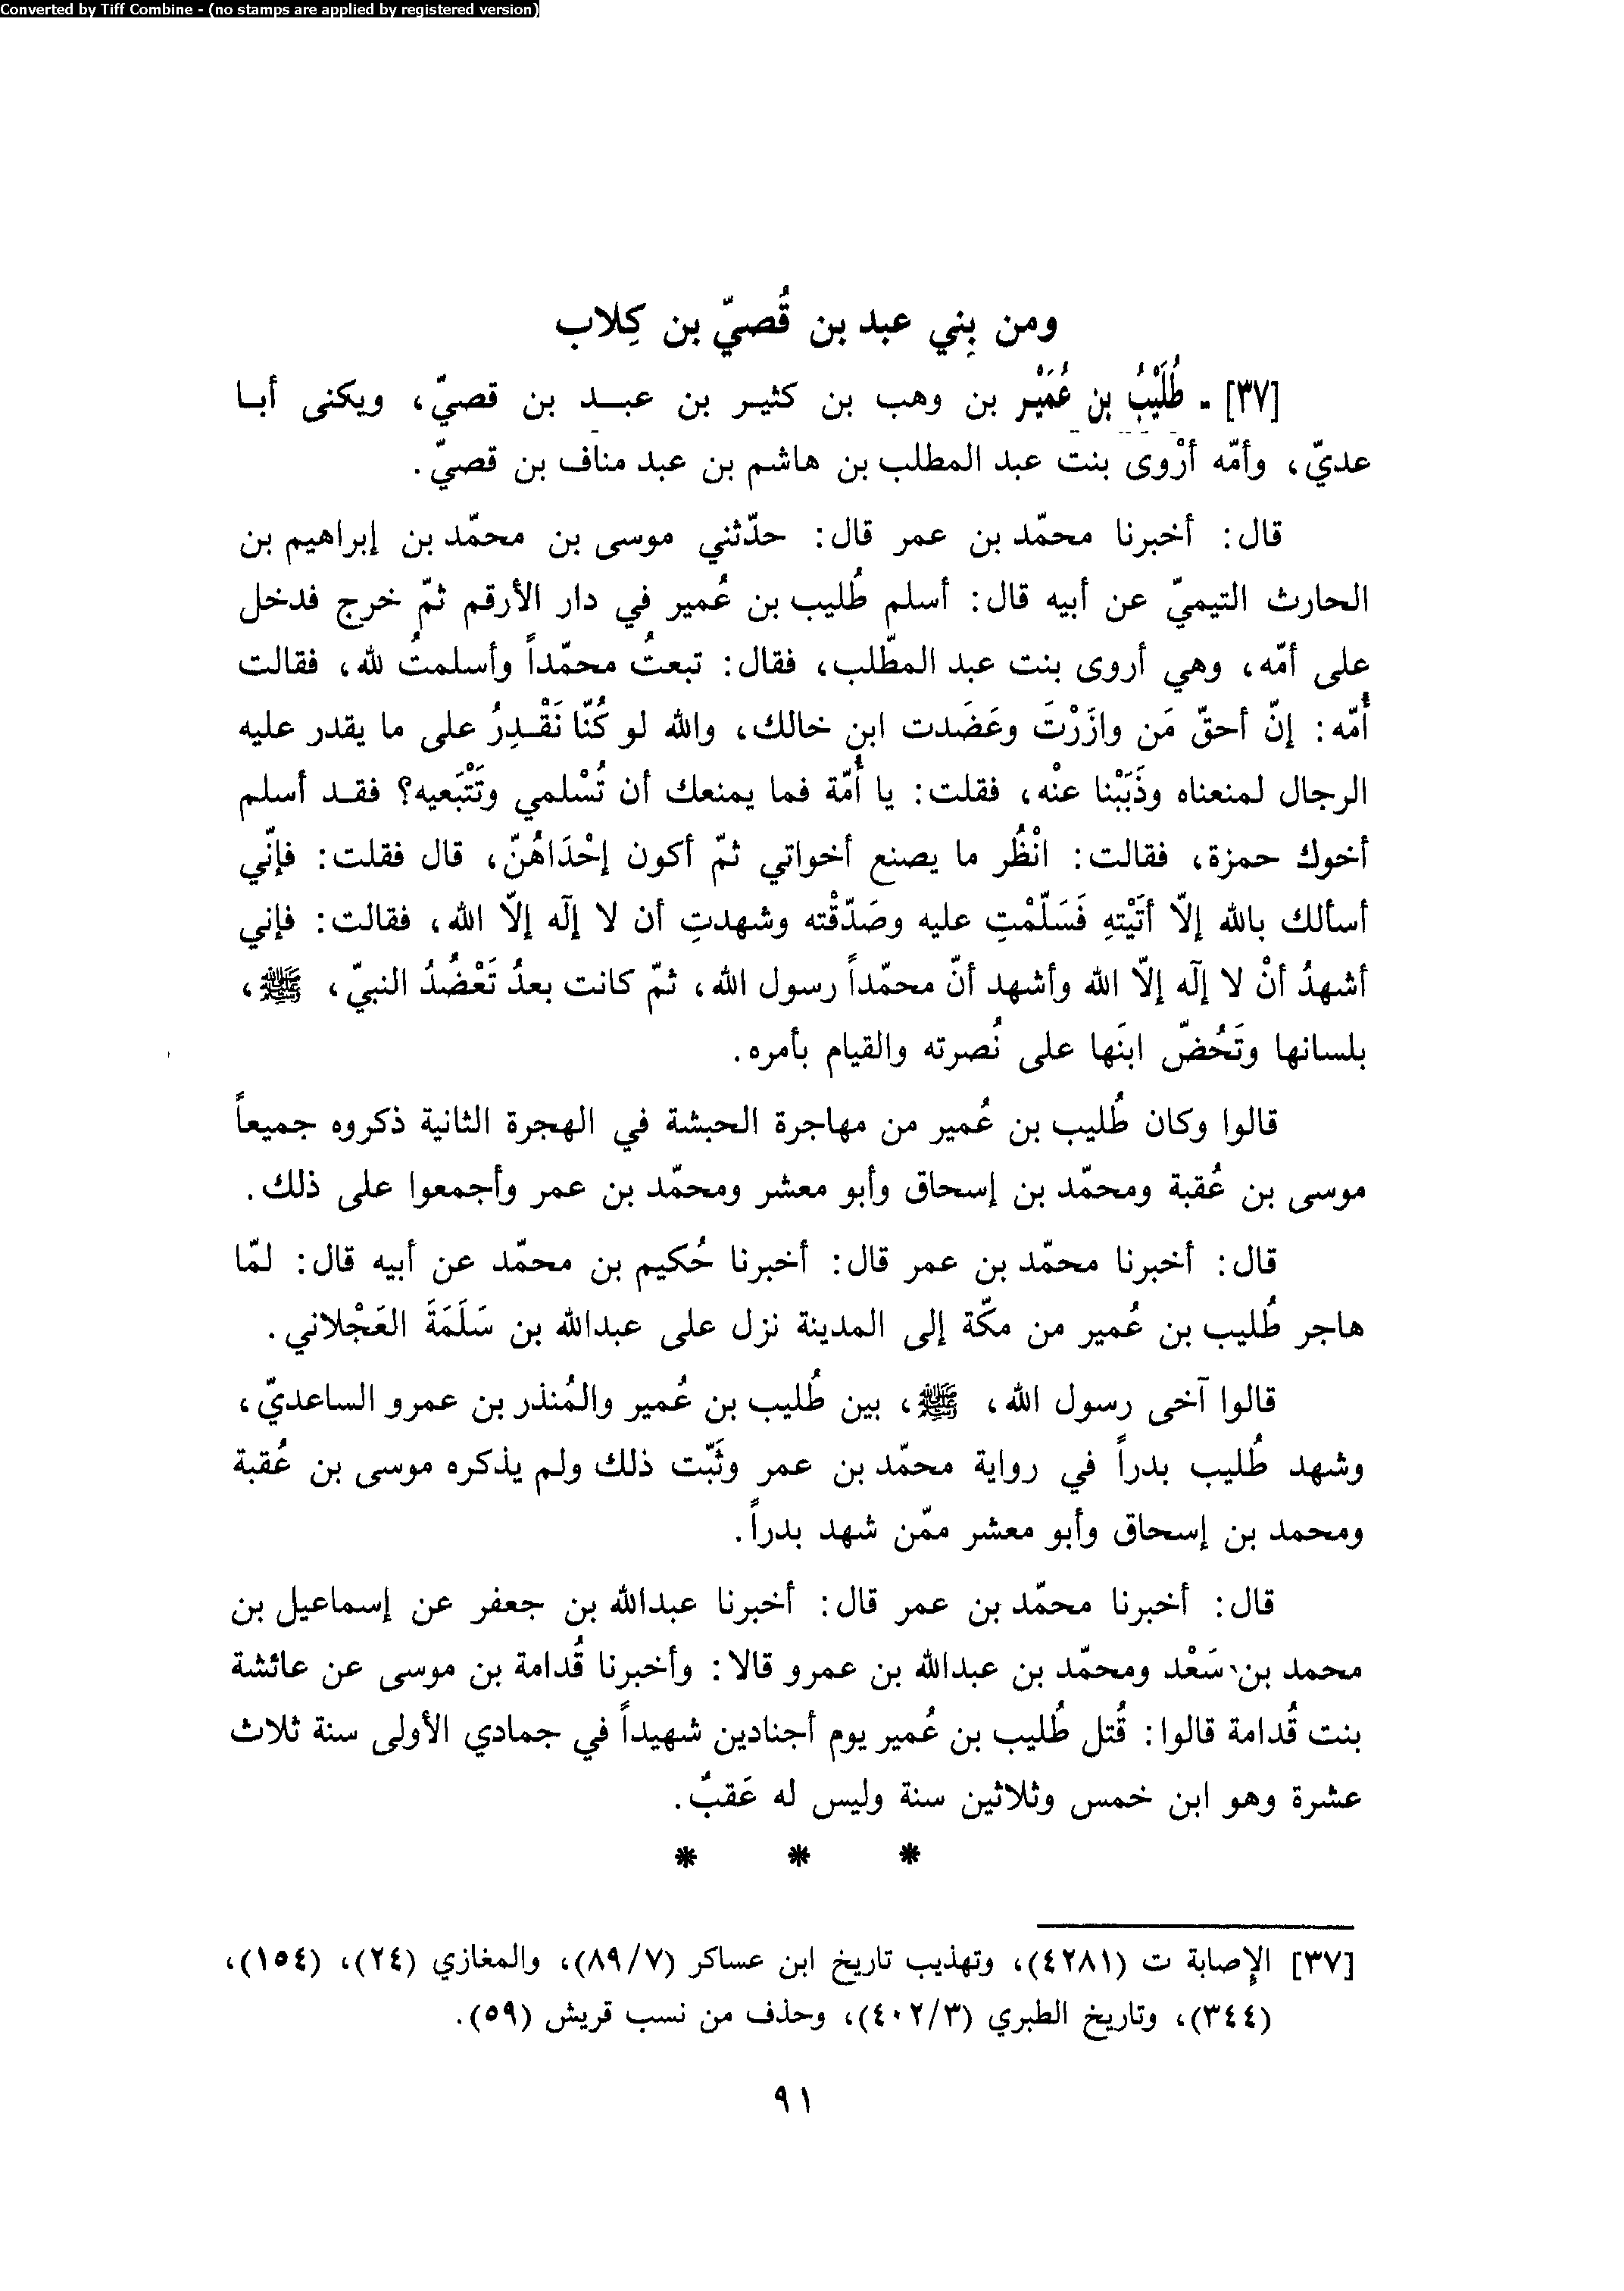 Converted by Tiff Combine - (no stamps are applied by registered version)
ومن بِني عبد بن قُصيّ بن كِلاب
[٣٧] - طُلَيْبُ بن عُمَيْر بن وهب بن كثير بن عبد بن قصيّ، ويكنى أبا
عديّ، وأمّه أرْوى بنت عبد المطلب بن هاشم بن عبد مناف بن قصيّ.
قال: أخبرنا محمّد بن عمر قال: حدّثني موسى بن محمّد بن إبراهيم بن
الحارث التيميّ عن أبيه قال: أسلم طُليب بن عُمير في دار الأرقم ثمّ خرج فدخل
على أمّه، وهي أروى بنت عبد المطّلب، فقال: تبعتُ محمّداً وأسلمتُ لله، فقالت
أُمّه: إنّ أحقّ مَن وازَرْتَ وعَضَدت ابن خالك، والله لو كُنّا نَقْدِرُ على ما يقدر عليه
الرجال لمنعناه وذَبَبْنا عنْه، فقلت: يا أُمّة فما يمنعك أن تُسْلمي وتَتْبَعيه؟ فقد أسلم
أخوك حمزة، فقالت: انْظُر ما يصنع أخواتي ثمّ أكون إحْدَاهُنّ، قال فقلت: فإنّي
أسألك بالله إلاّ أتَيْتهِ فَسَلّمْتِ عليه وصَدّقْته وشهدتِ أن لا إلَه إلاّ الله، فقالت: فإني
أشهدُ أنْ لا إلَه إلاّ الله وأشهد أنّ محمّداً رسول الله، ثمّ كانت بعدُ تَعْضُدُ النبيّ، ﷺ،
بلسانها وتَحُضّ ابنَها على نُصرته والقيام بأمره.
قالوا وكان طُليب بن عُمير من مهاجرة الحبشة في الهجرة الثانية ذكروه جميعاً
موسى بن عُقبة ومحمّد بن إسحاق وأبو معشر ومحمّد بن عمر وأجمعوا على ذلك.
قال: أخبرنا محمّد بن عمر قال: أخبرنا حُكيم بن محمّد عن أبيه قال: لمّا
هاجر طُليب بن عُمير من مكّة إلى المدينة نزل على عبدالله بن سَلَمَةَ العَجْلاني.
قالوا آخى رسول الله، ﷺ، بين طُليب بن عُمير والمُنذر بن عمرو الساعديّ،
وشهد طُليب بدراً في رواية محمّد بن عمر وثَبّت ذلك ولم يذكره موسى بن عُقبة
ومحمد بن إسحاق وأبو معشر ممّن شهد بدراً.
قال: أخبرنا محمّد بن عمر قال: أخبرنا عبدالله بن جعفر عن إسماعيل بن
محمد بن سَعْد ومحمّد بن عبدالله بن عمرو قالا: وأخبرنا قُدامة بن موسى عن عائشة
بنت قُدامة قالوا: قُتل طُليب بن عُمير يوم أجنادين شهيداً في جمادي الأولى سنة ثلاث
عشرة وهو ابن خمس وثلاثين سنة وليس له عَقبٌ.
* * *
[٣٧] الإصابة ت (٤٢٨١)، وتهذيب تاريخ ابن عساكر (٨٩/٧)، والمغازي (٢٤)، (١٥٤)،
(٣٤٤)، وتاريخ الطبري (٤٠٢/٣)، وحذف من نسب قريش (٥٩).
٩١